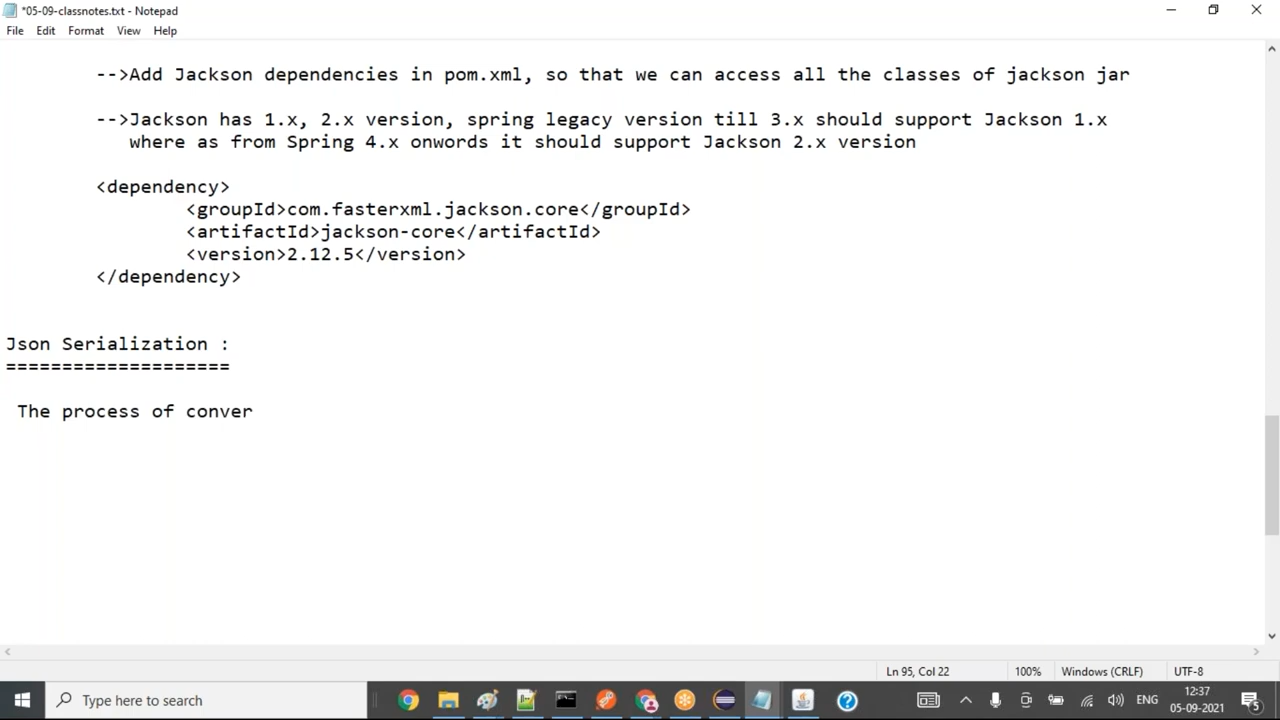 *05-09-classnotes.txt - Notepad
File Edit Format View Help
-->Add Jackson dependencies in pom.xml, so that we can access all the classes of jackson jar
-->Jackson has 1.x, 2.x version, spring legacy version till 3.x should support Jackson 1.x
where as from Spring 4.x onwords it should support Jackson 2.x version
<dependency>
<groupId>com.fasterxml.jackson.core</groupId>
<artifactId>jackson-core</artifactId>
<version>2.12.5</version>
</dependency>
Json Serialization :
====================
The process of conver
Ln 95, Col 22 100% Windows (CRLF) UTF-8
Type here to search
ENG
12:37
05-09-2021
5